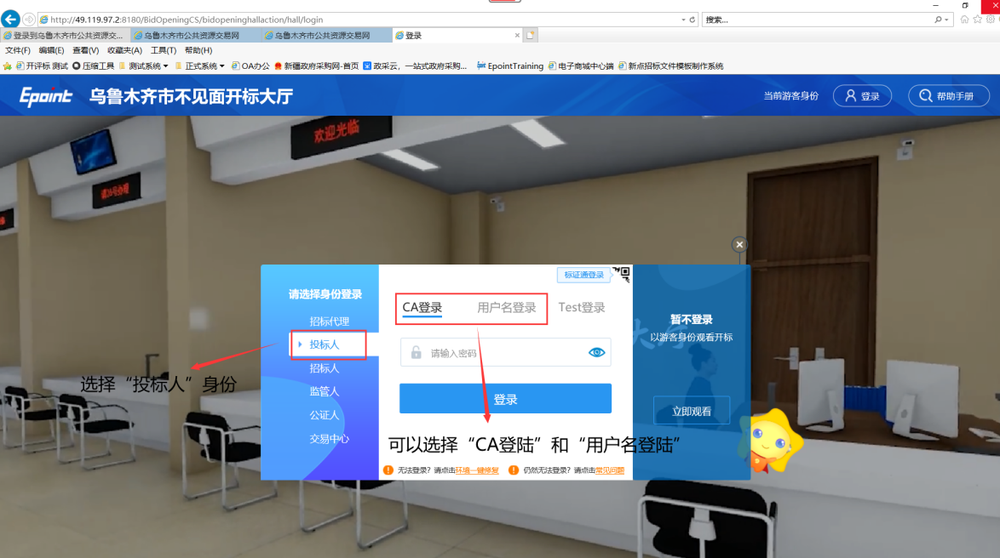 http://49.119.97.2:8180/BidOpeningCS/bidopeninghallaction/hall/login
搜索...
登录到乌鲁木齐市公共资源交... 乌鲁木齐市公共资源交易网 乌鲁木齐市公共资源交易网 登录
文件(F) 编辑(E) 查看(V) 收藏夹(A) 工具(T) 帮助(H)
开评标 测试 压缩工具 测试系统 正式系统 OA办公 新疆政府采购网-首页 政采云，一站式政府采购... EpointTraining 电子商城中心端 新点招标文件模板制作系统
Epoint 乌鲁木齐市不见面开标大厅
当前游客身份 登录 帮助手册
欢迎光临
标证通登录
请选择身份登录
招标代理
投标人
招标人
监管人
公证人
交易中心
CA登录 用户名登录 Test登录
请输入密码
登录
暂不登录
以游客身份观看开标
立即观看
选择“投标人”身份
可以选择“CA登陆”和“用户名登陆”
无法登录？请点击环境一键修复 仍然无法登录？请点击常见问题